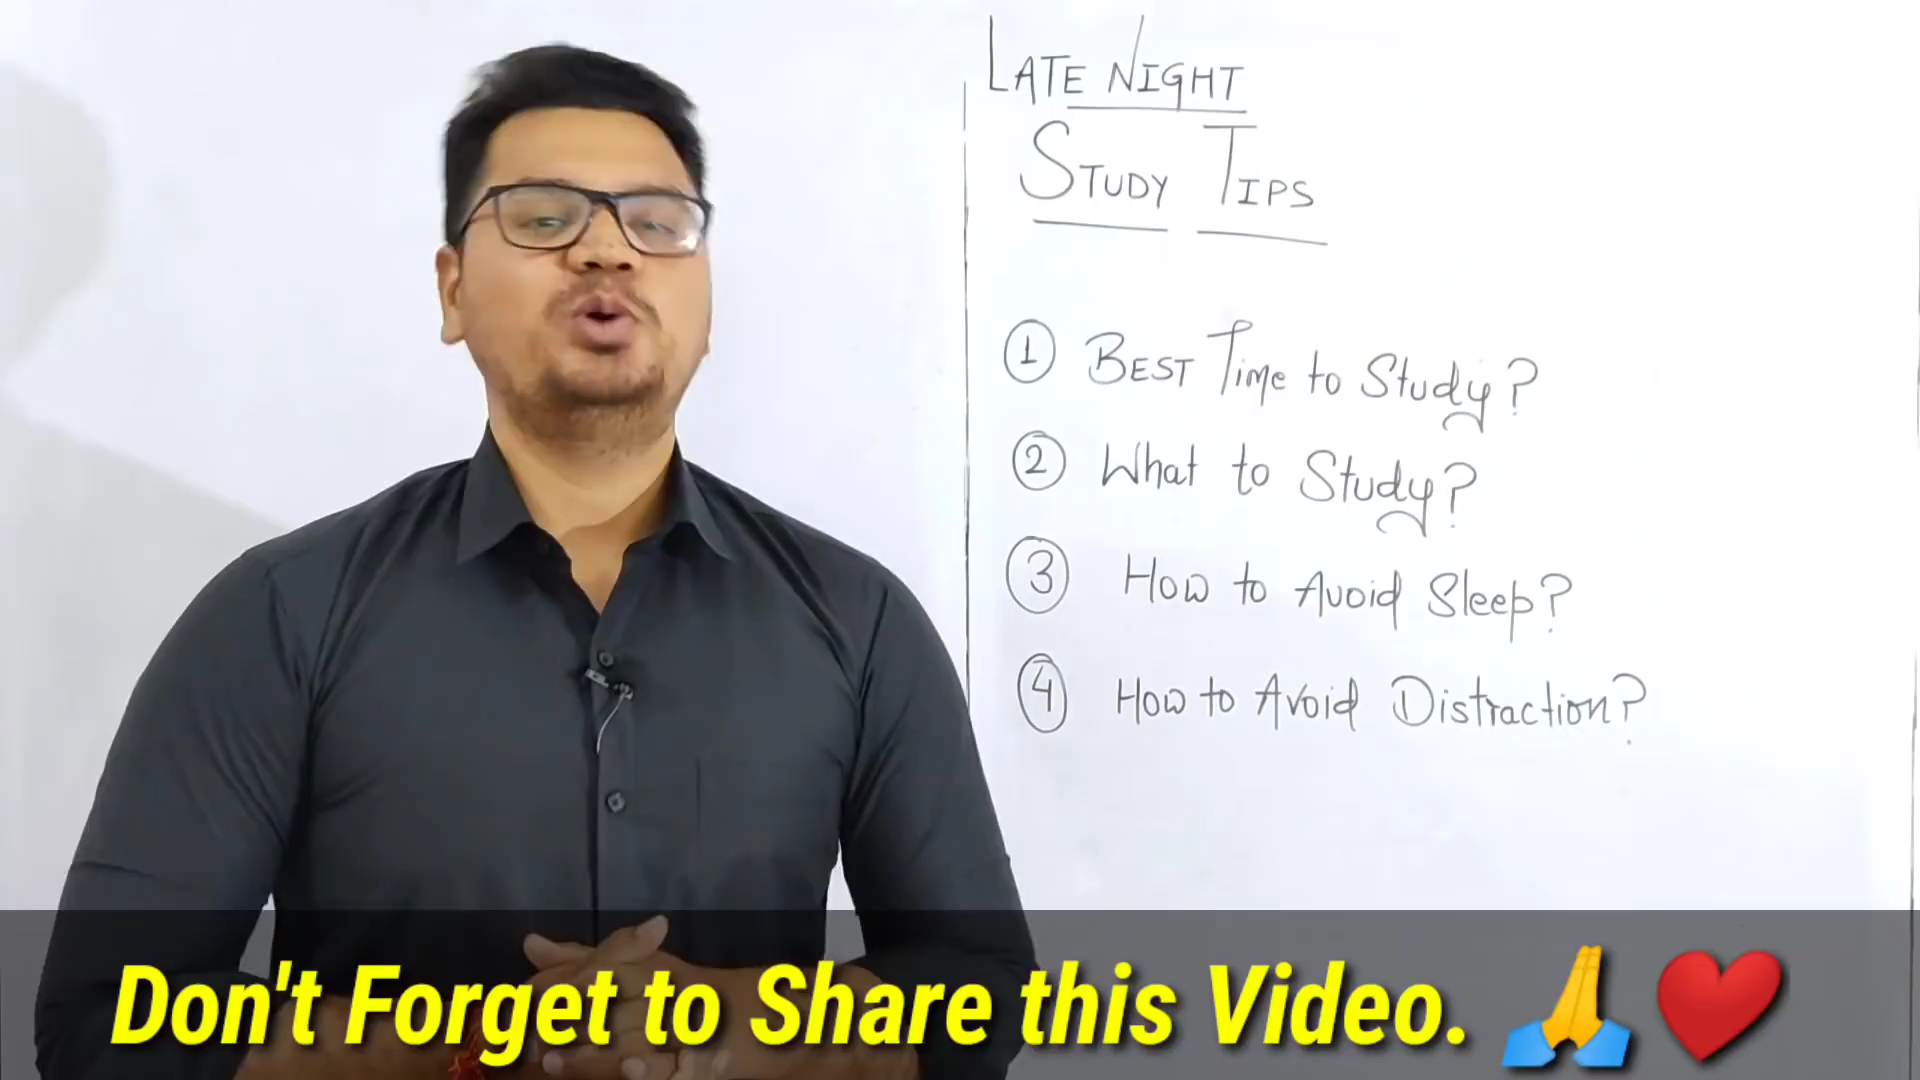 LATE NIGHT
STUDY TIPS
1 BEST Time to Study?
2 What to Study?
3 How to Avoid Sleep?
4 How to Avoid Distraction?
Don't Forget to Share this Video. 🙏 ❤️